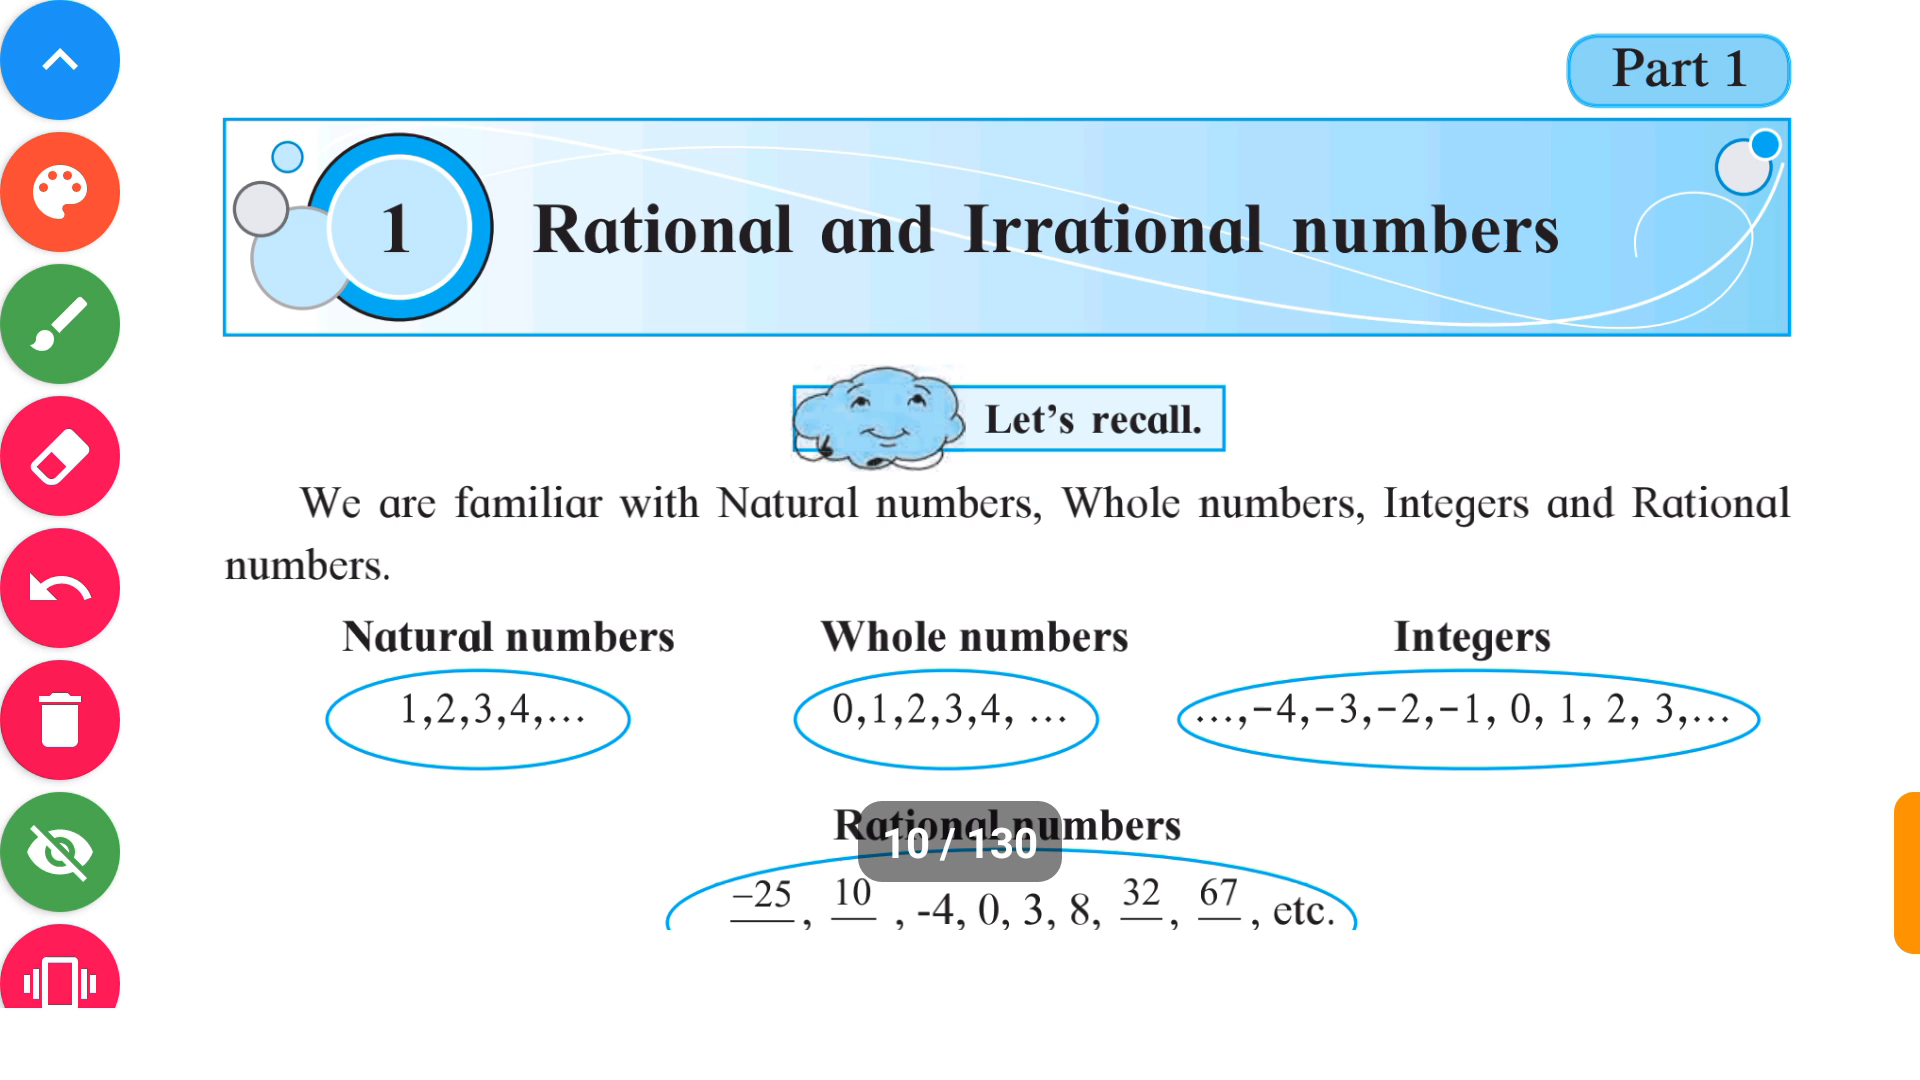 Part 1
1 Rational and Irrational numbers
Let's recall.
We are familiar with Natural numbers, Whole numbers, Integers and Rational
numbers.
Natural numbers Whole numbers Integers
1,2,3,4,... 0,1,2,3,4, ... ...,−4,−3,−2,−1, 0, 1, 2, 3,...
Rational numbers
10 / 130
−25, 10, -4, 0, 3, 8, 32, 67, etc.